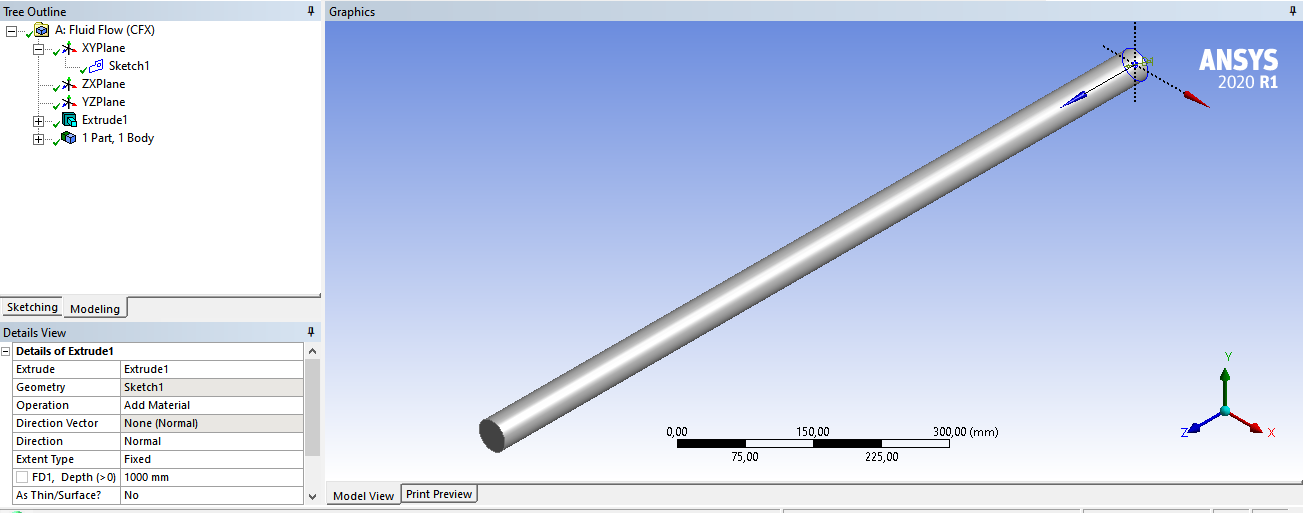 Tree Outline
A: Fluid Flow (CFX)
XYPlane
Sketch1
ZXPlane
YZPlane
Extrude1
1 Part, 1 Body
Sketching Modeling
Details View
Details of Extrude1
Extrude Extrude1
Geometry Sketch1
Operation Add Material
Direction Vector None (Normal)
Direction Normal
Extent Type Fixed
FD1, Depth (>0) 1000 mm
As Thin/Surface? No
Graphics
ANSYS
2020 R1
0,00 150,00 300,00 (mm)
75,00 225,00
Y
Z X
Model View Print Preview